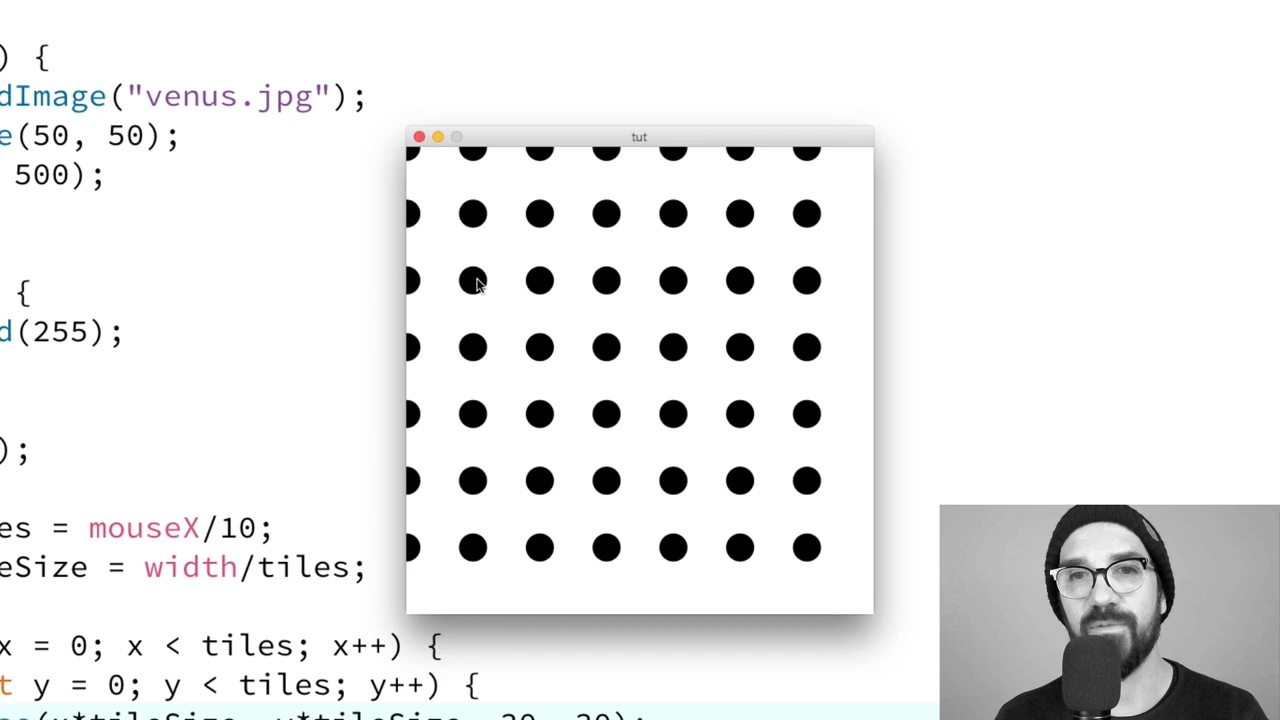 ) {
dImage("venus.jpg");
e(50, 50);
500);
{
d(255);
);
es = mouseX/10;
eSize = width/tiles;
x = 0; x < tiles; x++) {
t y = 0; y < tiles; y++) {
tut